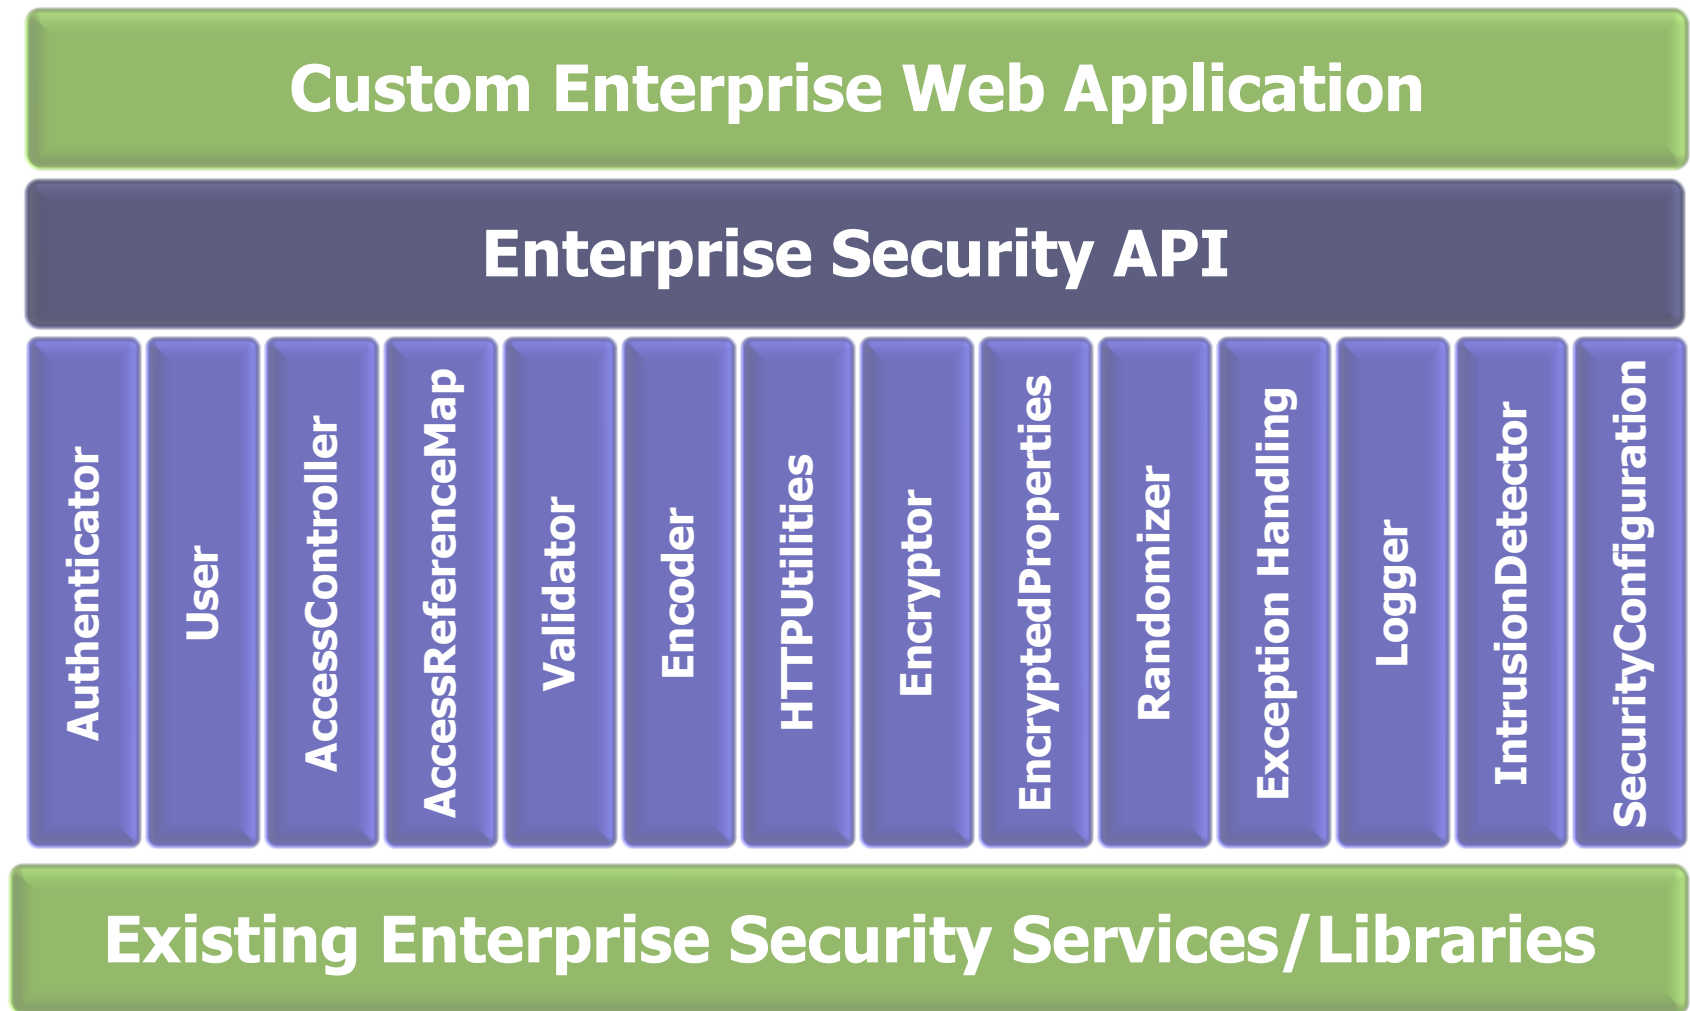 Custom Enterprise Web Application
Enterprise Security API
Authenticator
User
AccessController
AccessReferenceMap
Validator
Encoder
HTTPUtilities
Encryptor
EncryptedProperties
Randomizer
Exception Handling
Logger
IntrusionDetector
SecurityConfiguration
Existing Enterprise Security Services/Libraries